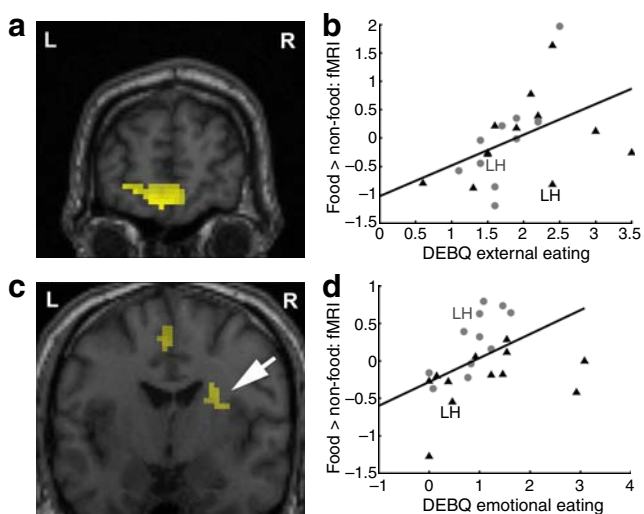 a
L R
b
Food > non-food: fMRI
2
1.5
1
0.5
0
−0.5
−1
−1.5
LH
LH
0 0.5 1 1.5 2 2.5 3 3.5
DEBQ external eating
c
L R
d
Food > non-food: fMRI
1
0.5
0
−0.5
−1
−1.5
LH
LH
−1 0 1 2 3 4
DEBQ emotional eating